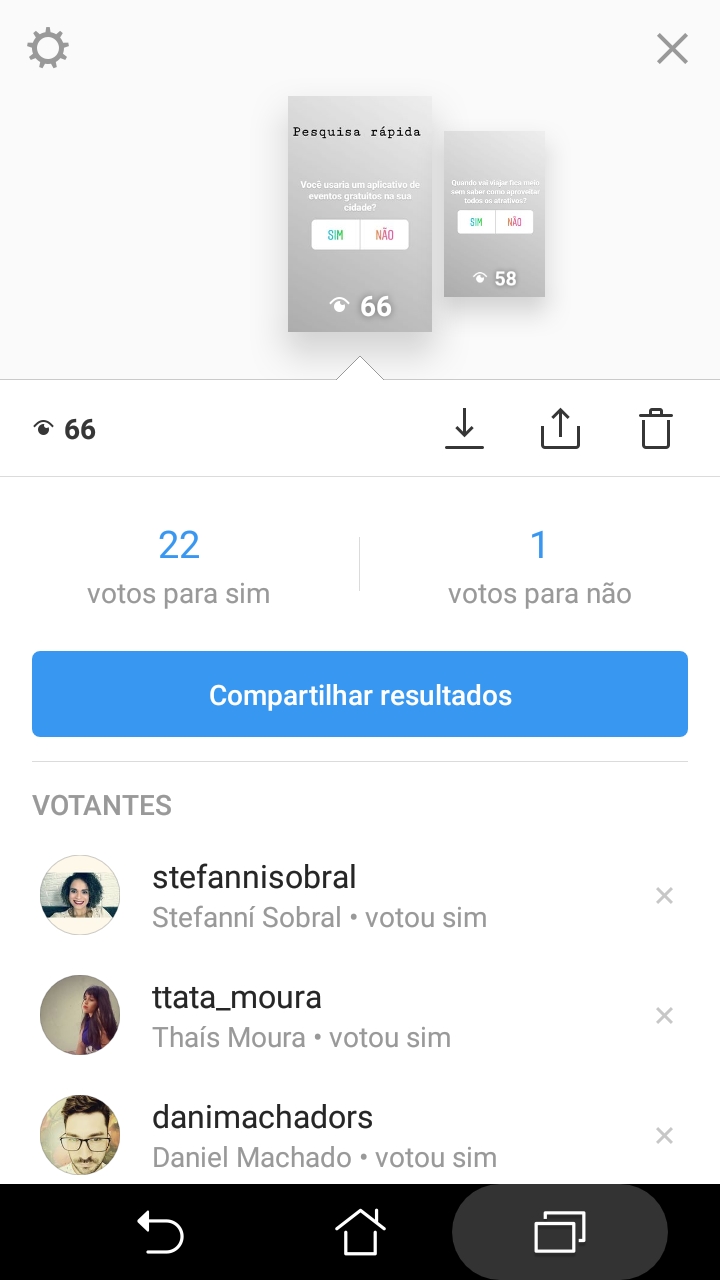 Pesquisa rápida
Você usaria um aplicativo de
eventos gratuitos na sua
cidade?
SIM NÃO
66
Quando vai viajar fica meio
sem saber como aproveitar
todos os atrativos?
SIM NÃO
58
66
22
votos para sim
1
votos para não
Compartilhar resultados
VOTANTES
stefannisobral
Stefanní Sobral • votou sim
ttata_moura
Thaís Moura • votou sim
danimachadors
Daniel Machado • votou sim